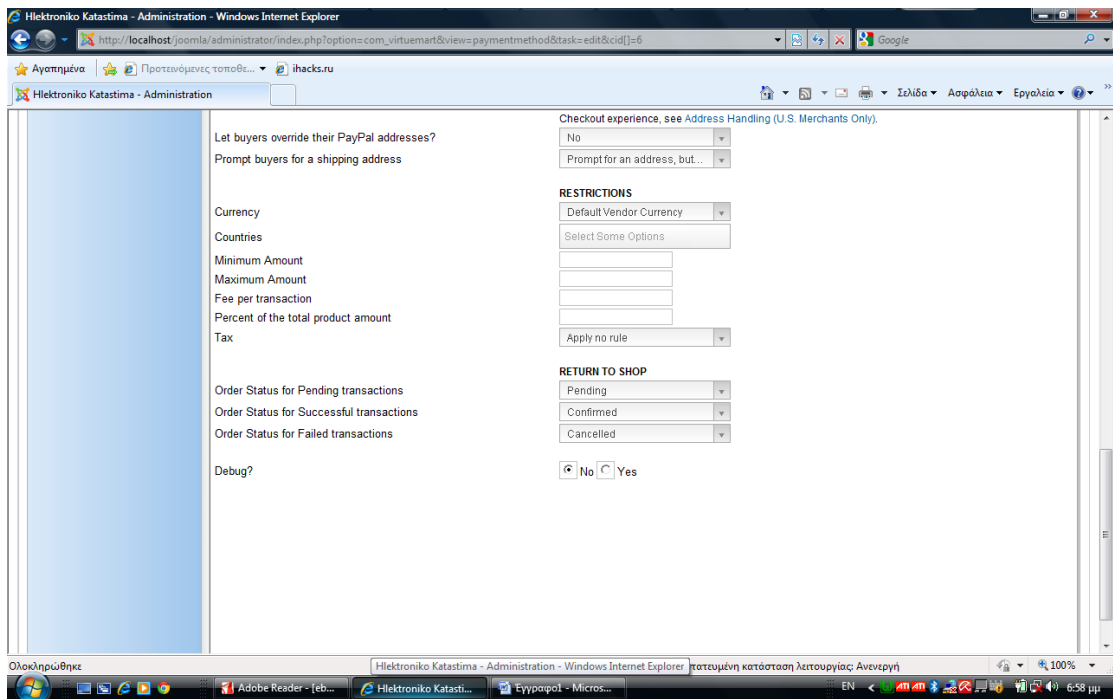 Hlektroniko Katastima - Administration - Windows Internet Explorer
http://localhost/joomla/administrator/index.php?option=com_virtuemart&view=paymentmethod&task=edit&cid[]=6
Google
Αγαπημένα Προτεινόμενες τοποθε... ihacks.ru
Hlektroniko Katastima - Administration
Σελίδα Ασφάλεια Εργαλεία
Checkout experience, see Address Handling (U.S. Merchants Only).
Let buyers override their PayPal addresses? No
Prompt buyers for a shipping address Prompt for an address, but...
RESTRICTIONS
Currency Default Vendor Currency
Countries Select Some Options
Minimum Amount
Maximum Amount
Fee per transaction
Percent of the total product amount
Tax Apply no rule
RETURN TO SHOP
Order Status for Pending transactions Pending
Order Status for Successful transactions Confirmed
Order Status for Failed transactions Cancelled
Debug? No Yes
Ολοκληρώθηκε Hlektroniko Katastima - Administration - Windows Internet Explorer τατευμένη κατάσταση λειτουργίας: Ανενεργή 100%
Adobe Reader - [eb... Hlektroniko Katasti... Έγγραφο1 - Micros... EN 6:58 μμ